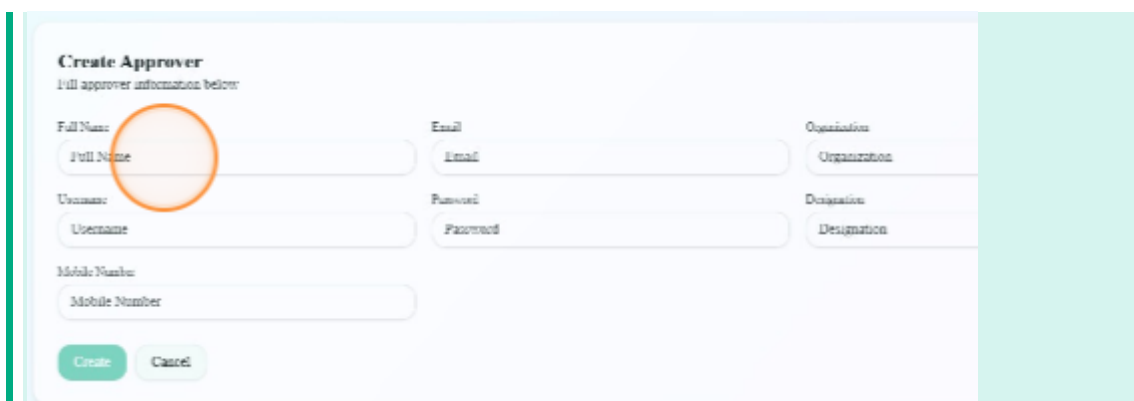 Create Approver
Fill approver information below
Full Name Email Organization
Full Name Email Organization
Username Password Designation
Username Password Designation
Mobile Number
Mobile Number
Create Cancel